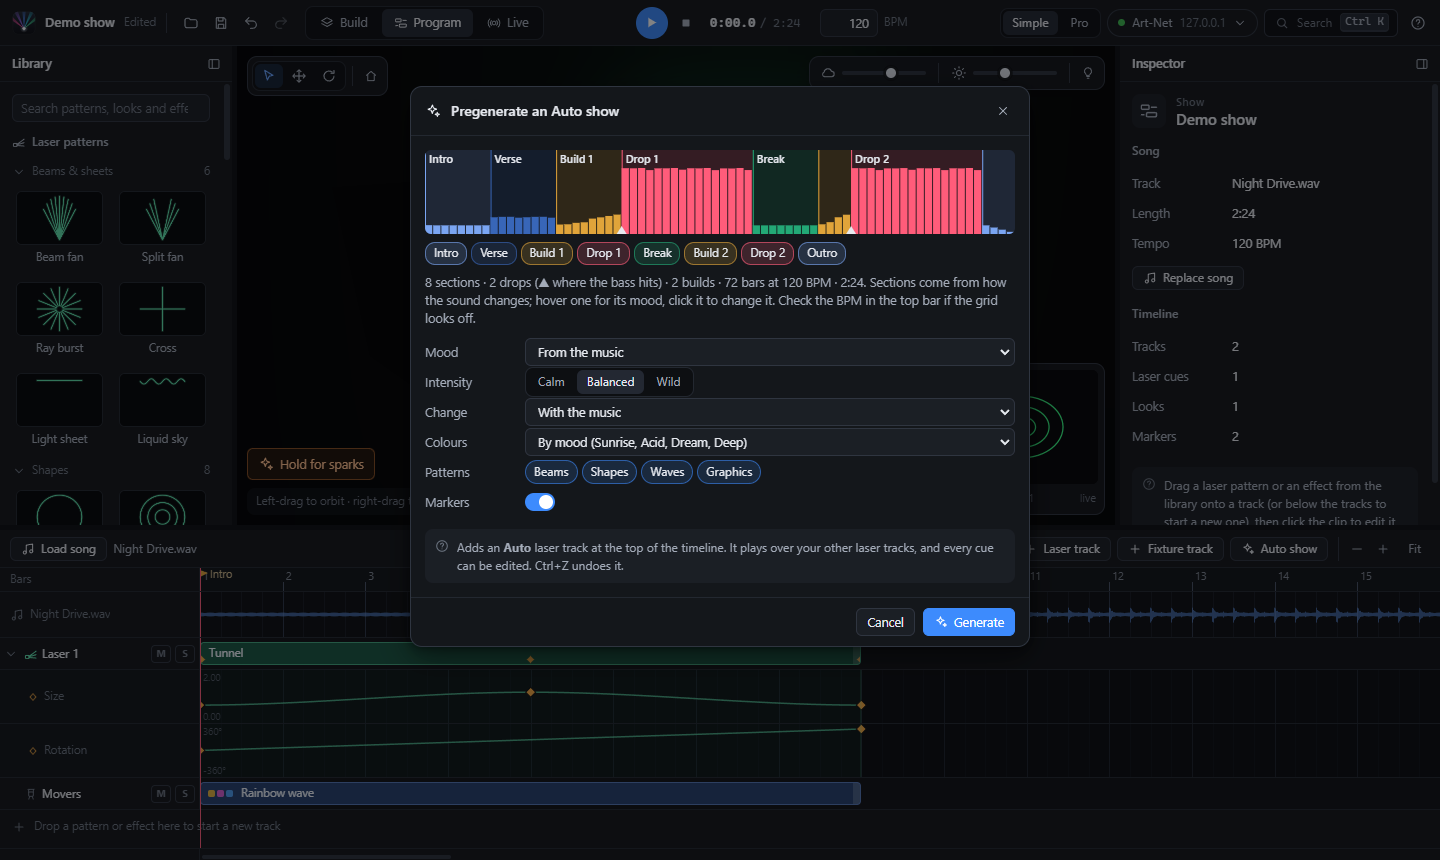 Demo show Edited
Build Program Live
00:00.0 / 2:24
120 BPM
Simple Pro
Art-Net 127.0.0.1
Search Ctrl K
Library
Search patterns, looks and effe
Laser patterns
Beams & sheets 6
Beam fan Split fan
Ray burst Cross
Light sheet Liquid sky
Shapes 8
Hold for sparks
Left-drag to orbit · right-drag
live
Pregenerate an Auto show
Intro Verse Build 1 Drop 1 Break Drop 2
Intro Verse Build 1 Drop 1 Break Build 2 Drop 2 Outro
8 sections · 2 drops (▲ where the bass hits) · 2 builds · 72 bars at 120 BPM · 2:24. Sections come from how
the sound changes; hover one for its mood, click it to change it. Check the BPM in the top bar if the grid
looks off.
Mood From the music
Intensity Calm Balanced Wild
Change With the music
Colours By mood (Sunrise, Acid, Dream, Deep)
Patterns Beams Shapes Waves Graphics
Markers
Adds an Auto laser track at the top of the timeline. It plays over your other laser tracks, and every cue
can be edited. Ctrl+Z undoes it.
Cancel Generate
Inspector
Show
Demo show
Song
Track Night Drive.wav
Length 2:24
Tempo 120 BPM
Replace song
Timeline
Tracks 2
Laser cues 1
Looks 1
Markers 2
Drag a laser pattern or an effect from the
library onto a track (or below the tracks to
start a new one), then click the clip to edit it
Load song Night Drive.wav
Laser track Fixture track Auto show Fit
Bars 1 Intro 2 3 11 12 13 14 15
Night Drive.wav
Laser 1 M S Tunnel
Size 2.00
0.00
Rotation 360°
-360°
Movers M S Rainbow wave
Drop a pattern or effect here to start a new track